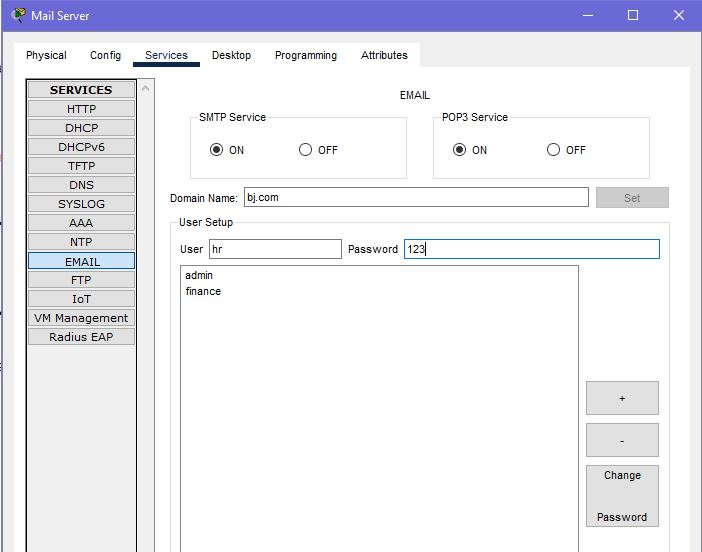 Mail Server
Physical Config Services Desktop Programming Attributes
SERVICES
HTTP
DHCP
DHCPv6
TFTP
DNS
SYSLOG
AAA
NTP
EMAIL
FTP
IoT
VM Management
Radius EAP
EMAIL
SMTP Service
ON OFF
POP3 Service
ON OFF
Domain Name: bj.com Set
User Setup
User hr Password 123
admin
finance
+
-
Change
Password